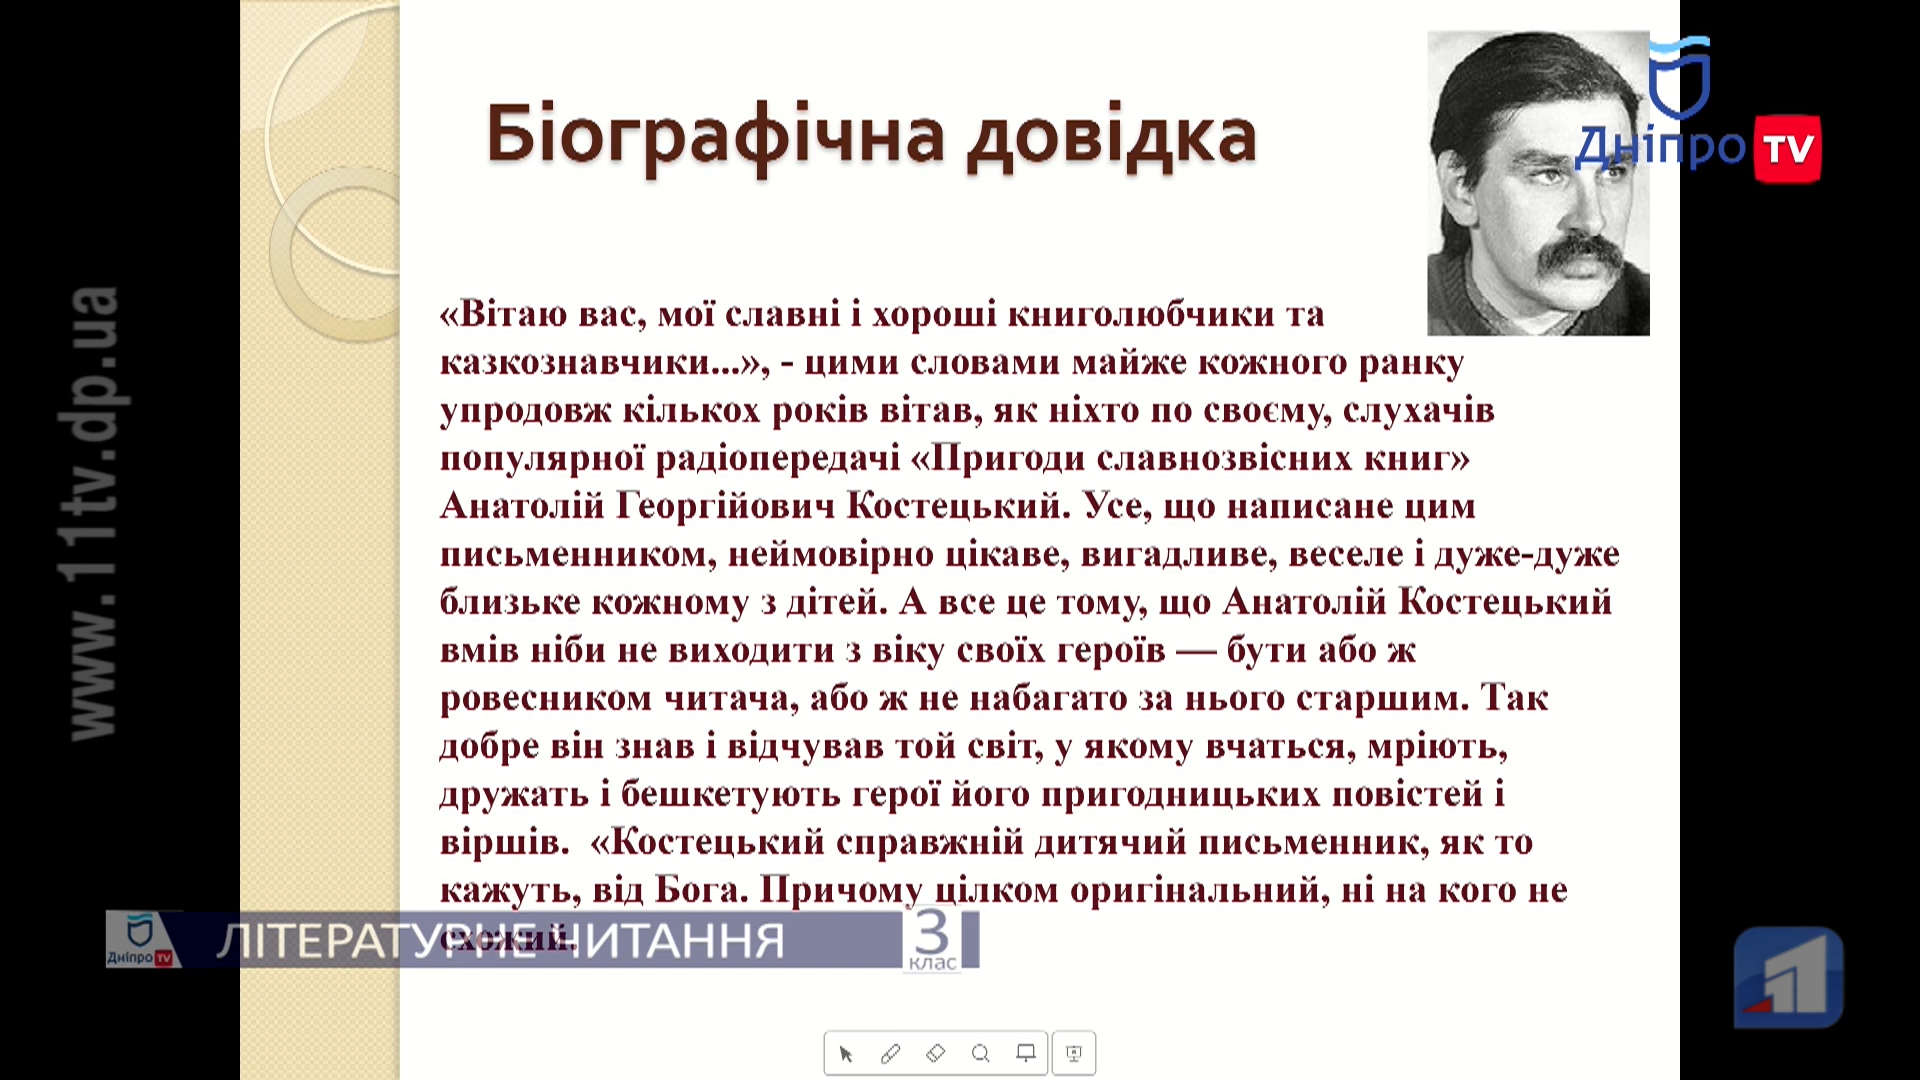 Біографічна довідка
Дніпро TV
www.11tv.dp.ua
«Вітаю вас, мої славні і хороші книголюбчики та
казкознавчики...», - цими словами майже кожного ранку
упродовж кількох років вітав, як ніхто по своєму, слухачів
популярної радіопередачі «Пригоди славнозвісних книг»
Анатолій Георгійович Костецький. Усе, що написане цим
письменником, неймовірно цікаве, вигадливе, веселе і дуже-дуже
близьке кожному з дітей. А все це тому, що Анатолій Костецький
вмів ніби не виходити з віку своїх героїв — бути або ж
ровесником читача, або ж не набагато за нього старшим. Так
добре він знав і відчував той світ, у якому вчаться, мріють,
дружать і бешкетують герої його пригодницьких повістей і
віршів. «Костецький справжній дитячий письменник, як то
кажуть, від Бога. Причому цілком оригінальний, ні на кого не
схожий.
Дніпро TV
ЛІТЕРАТУРНЕ ЧИТАННЯ
3
клас
11